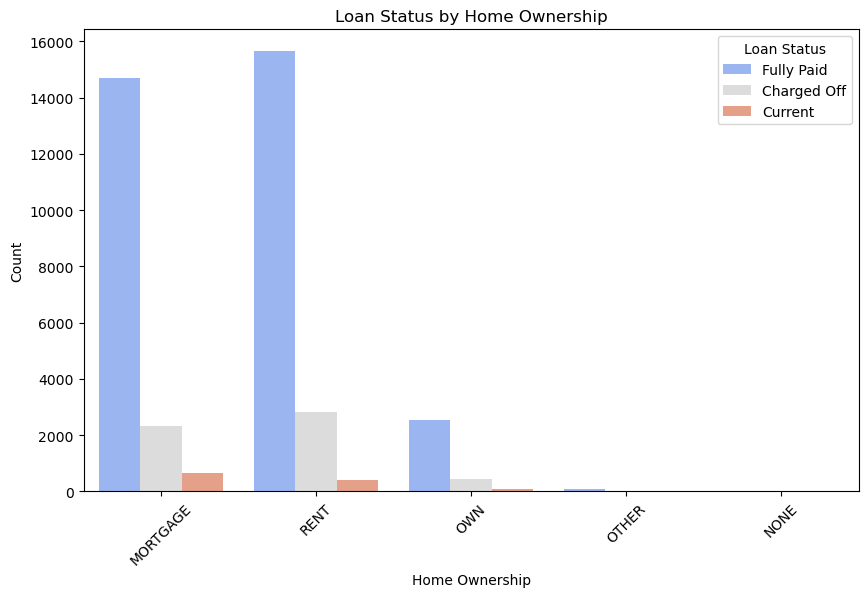 Loan Status by Home Ownership
Loan Status
Fully Paid
Charged Off
Current
Count
16000
14000
12000
10000
8000
6000
4000
2000
0
MORTGAGE
RENT
OWN
OTHER
NONE
Home Ownership